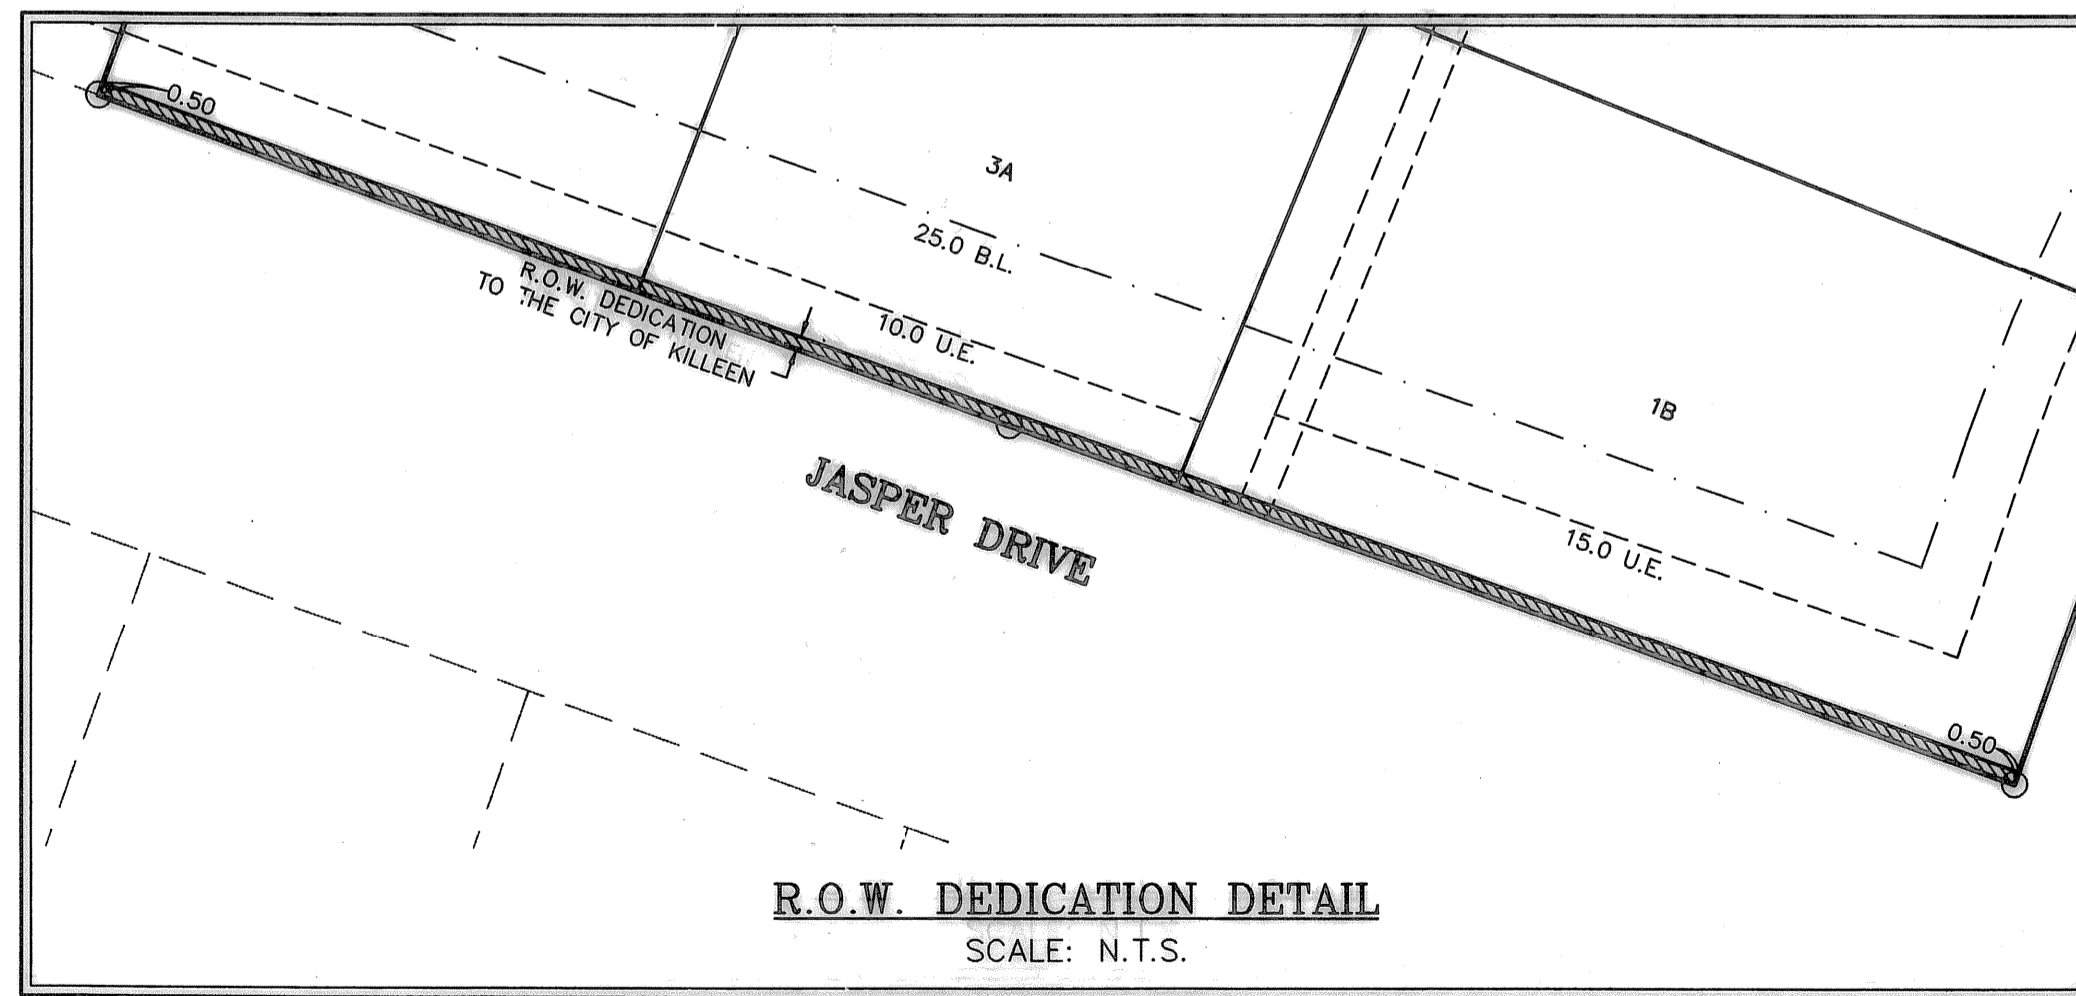 0.50
3A
25.0 B.L.
R.O.W. DEDICATION
TO THE CITY OF KILLEEN
10.0 U.E.
1B
JASPER DRIVE
15.0 U.E.
0.50
R.O.W. DEDICATION DETAIL
SCALE: N.T.S.